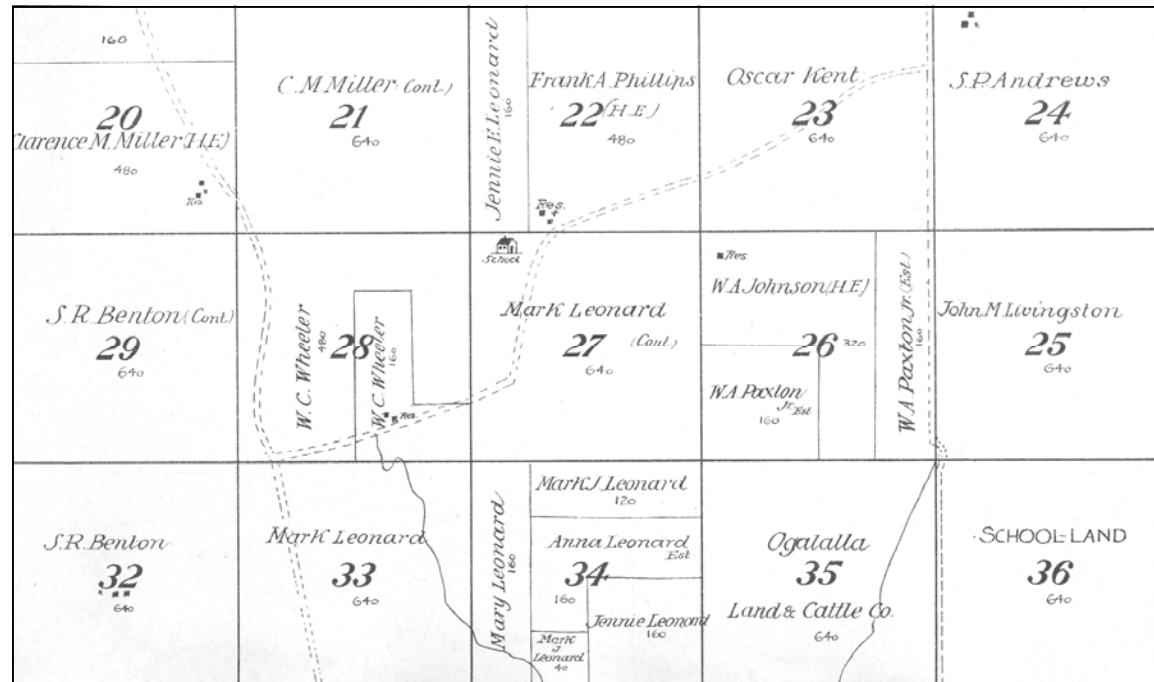 160
20
Clarence M. Miller (H.E.)
480
Res
C. M. Miller (Cont.)
21
640
Jennie E. Leonard
160
Frank A. Phillips
22 (H.E.)
480
Res.
Oscar Kent
23
640
S. P. Andrews
24
640
S. R. Benton (Cont.)
29
640
W. C. Wheeler
480
28
W. C. Wheeler
160
Res.
School
Mark Leonard
27 (Cont.)
640
Res.
W. A. Johnson (H.E.)
26 320
W. A. Paxton
Jr. Est
160
W. A. Paxton, Jr. (Est.)
160
John M. Livingston
25
640
S. R. Benton
32
640
Mark Leonard
33
640
Mary Leonard
160
Mark J. Leonard
120
Anna Leonard
Est
34
160
Jennie Leonard
160
Mark
J.
Leonard
40
Ogalalla
35
Land & Cattle Co.
640
SCHOOL-LAND
36
640